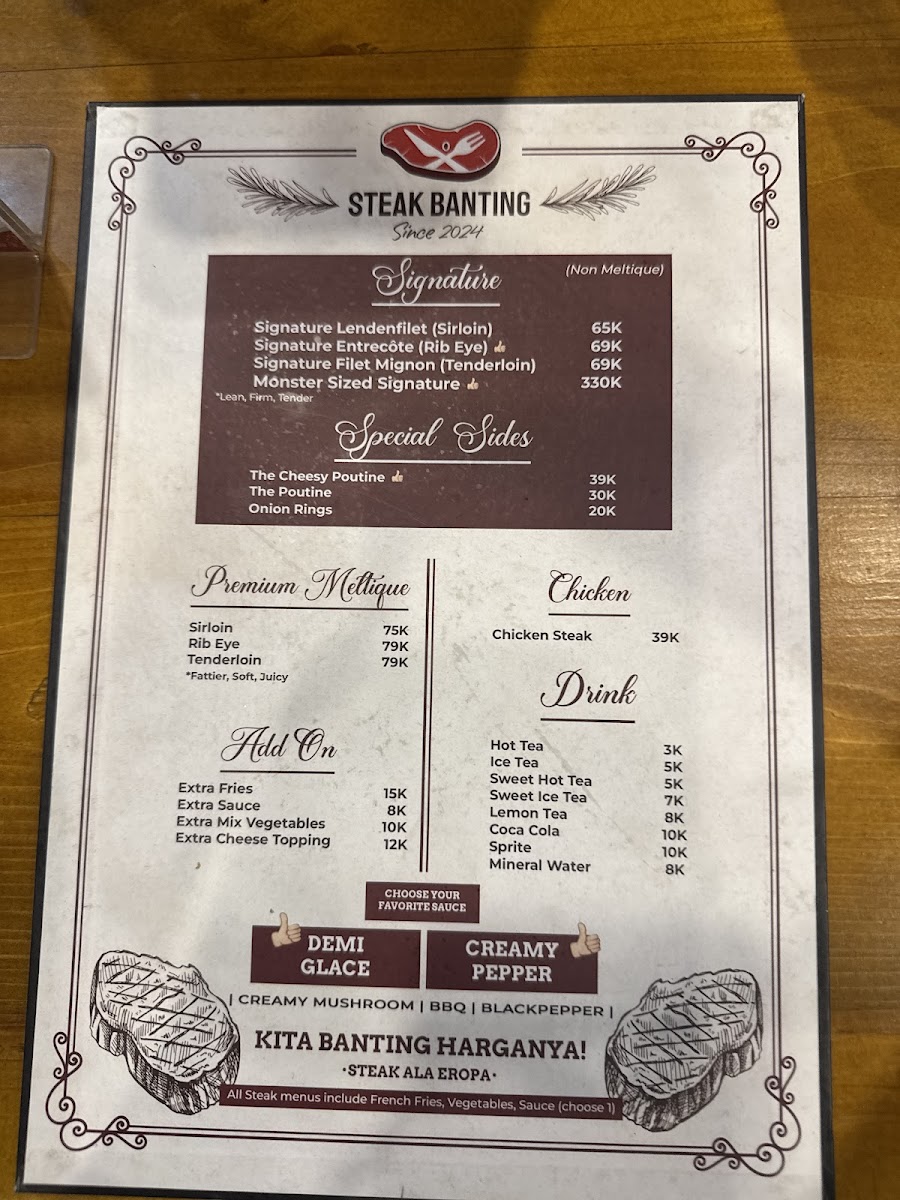 STEAK BANTING
Since 2024
Signature
(Non Meltique)
Signature Lendenfilet (Sirloin) 65K
Signature Entrecôte (Rib Eye) 69K
Signature Filet Mignon (Tenderloin) 69K
Monster Sized Signature 330K
*Lean, Firm, Tender
Special Sides
The Cheesy Poutine 39K
The Poutine 30K
Onion Rings 20K
Premium Meltique
Sirloin 75K
Rib Eye 79K
Tenderloin 79K
*Fattier, Soft, Juicy
Add On
Extra Fries 15K
Extra Sauce 8K
Extra Mix Vegetables 10K
Extra Cheese Topping 12K
Chicken
Chicken Steak 39K
Drink
Hot Tea 3K
Ice Tea 5K
Sweet Hot Tea 5K
Sweet Ice Tea 7K
Lemon Tea 8K
Coca Cola 10K
Sprite 10K
Mineral Water 8K
CHOOSE YOUR
FAVORITE SAUCE
DEMI
GLACE
CREAMY
PEPPER
| CREAMY MUSHROOM | BBQ | BLACKPEPPER |
KITA BANTING HARGANYA!
•STEAK ALA EROPA•
All Steak menus include French Fries, Vegetables, Sauce (choose 1)